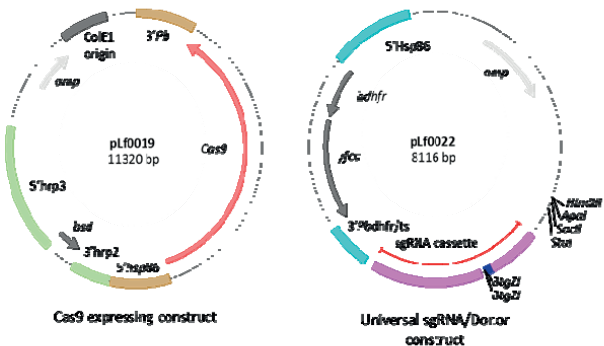 ColE1
origin
3'Pb
amp
pLf0019
11320 bp
Cas9
5'hrp3
bsd
3'hrp2
5'hsp86
Cas9 expressing construct
5'Hsp86
amp
hdhfr
yfcu
pLf0022
8116 bp
3'Pbdhfr/ts
sgRNA cassette
HindIII
ApaI
SacII
StuI
3bgZI
3bgZI
Universal sgRNA/Donor
construct